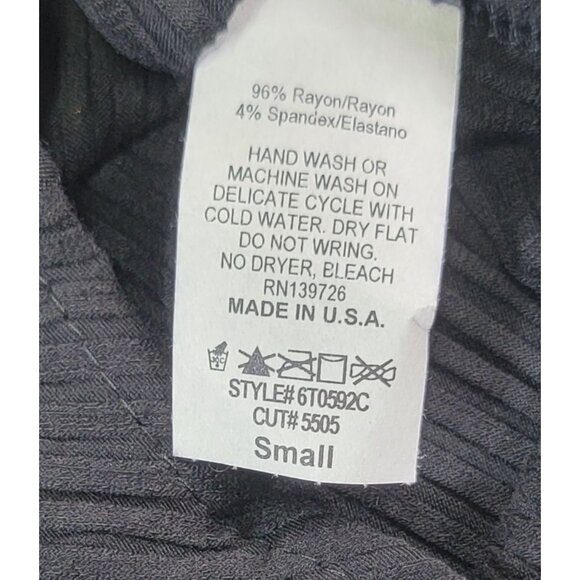 96% Rayon/Rayon
4% Spandex/Elastano
HAND WASH OR
MACHINE WASH ON
DELICATE CYCLE WITH
COLD WATER. DRY FLAT
DO NOT WRING.
NO DRYER, BLEACH
RN139726
MADE IN U.S.A.
30C
STYLE# 6T0592C
CUT# 5505
Small